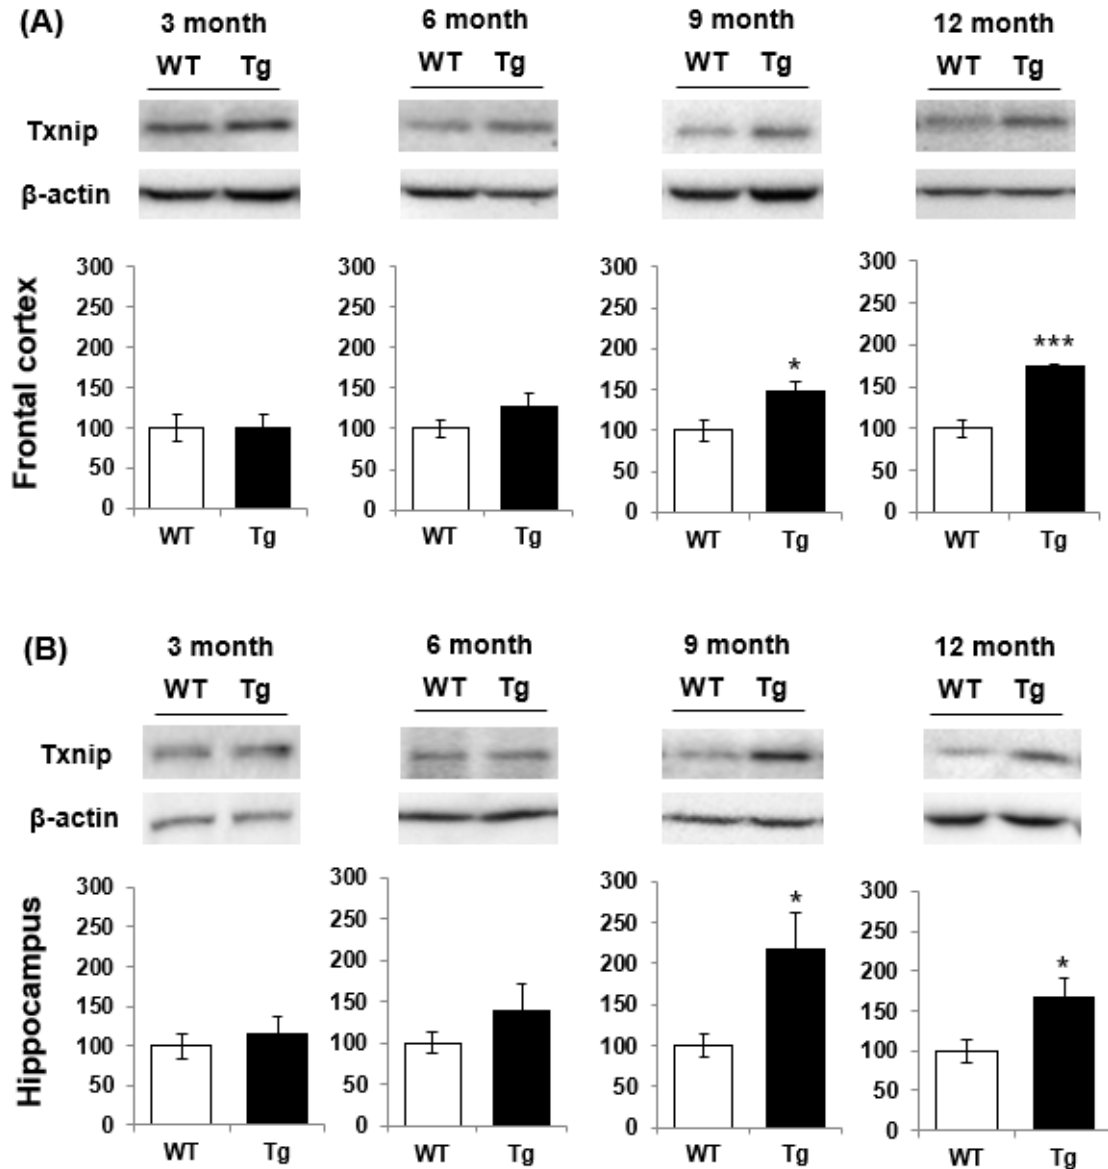 (A) 3 month 6 month 9 month 12 month
WT Tg WT Tg WT Tg WT Tg
Txnip
β-actin
Frontal cortex
300 300 300 300
250 250 250 250
200 200 200 200
150 150 150 150
100 100 100 100
50 50 50 50
0 0 0 0
* ***
WT Tg WT Tg WT Tg WT Tg
(B) 3 month 6 month 9 month 12 month
WT Tg WT Tg WT Tg WT Tg
Txnip
β-actin
Hippocampus
300 300 300 300
250 250 250 250
200 200 200 200
150 150 150 150
100 100 100 100
50 50 50 50
0 0 0 0
* *
WT Tg WT Tg WT Tg WT Tg